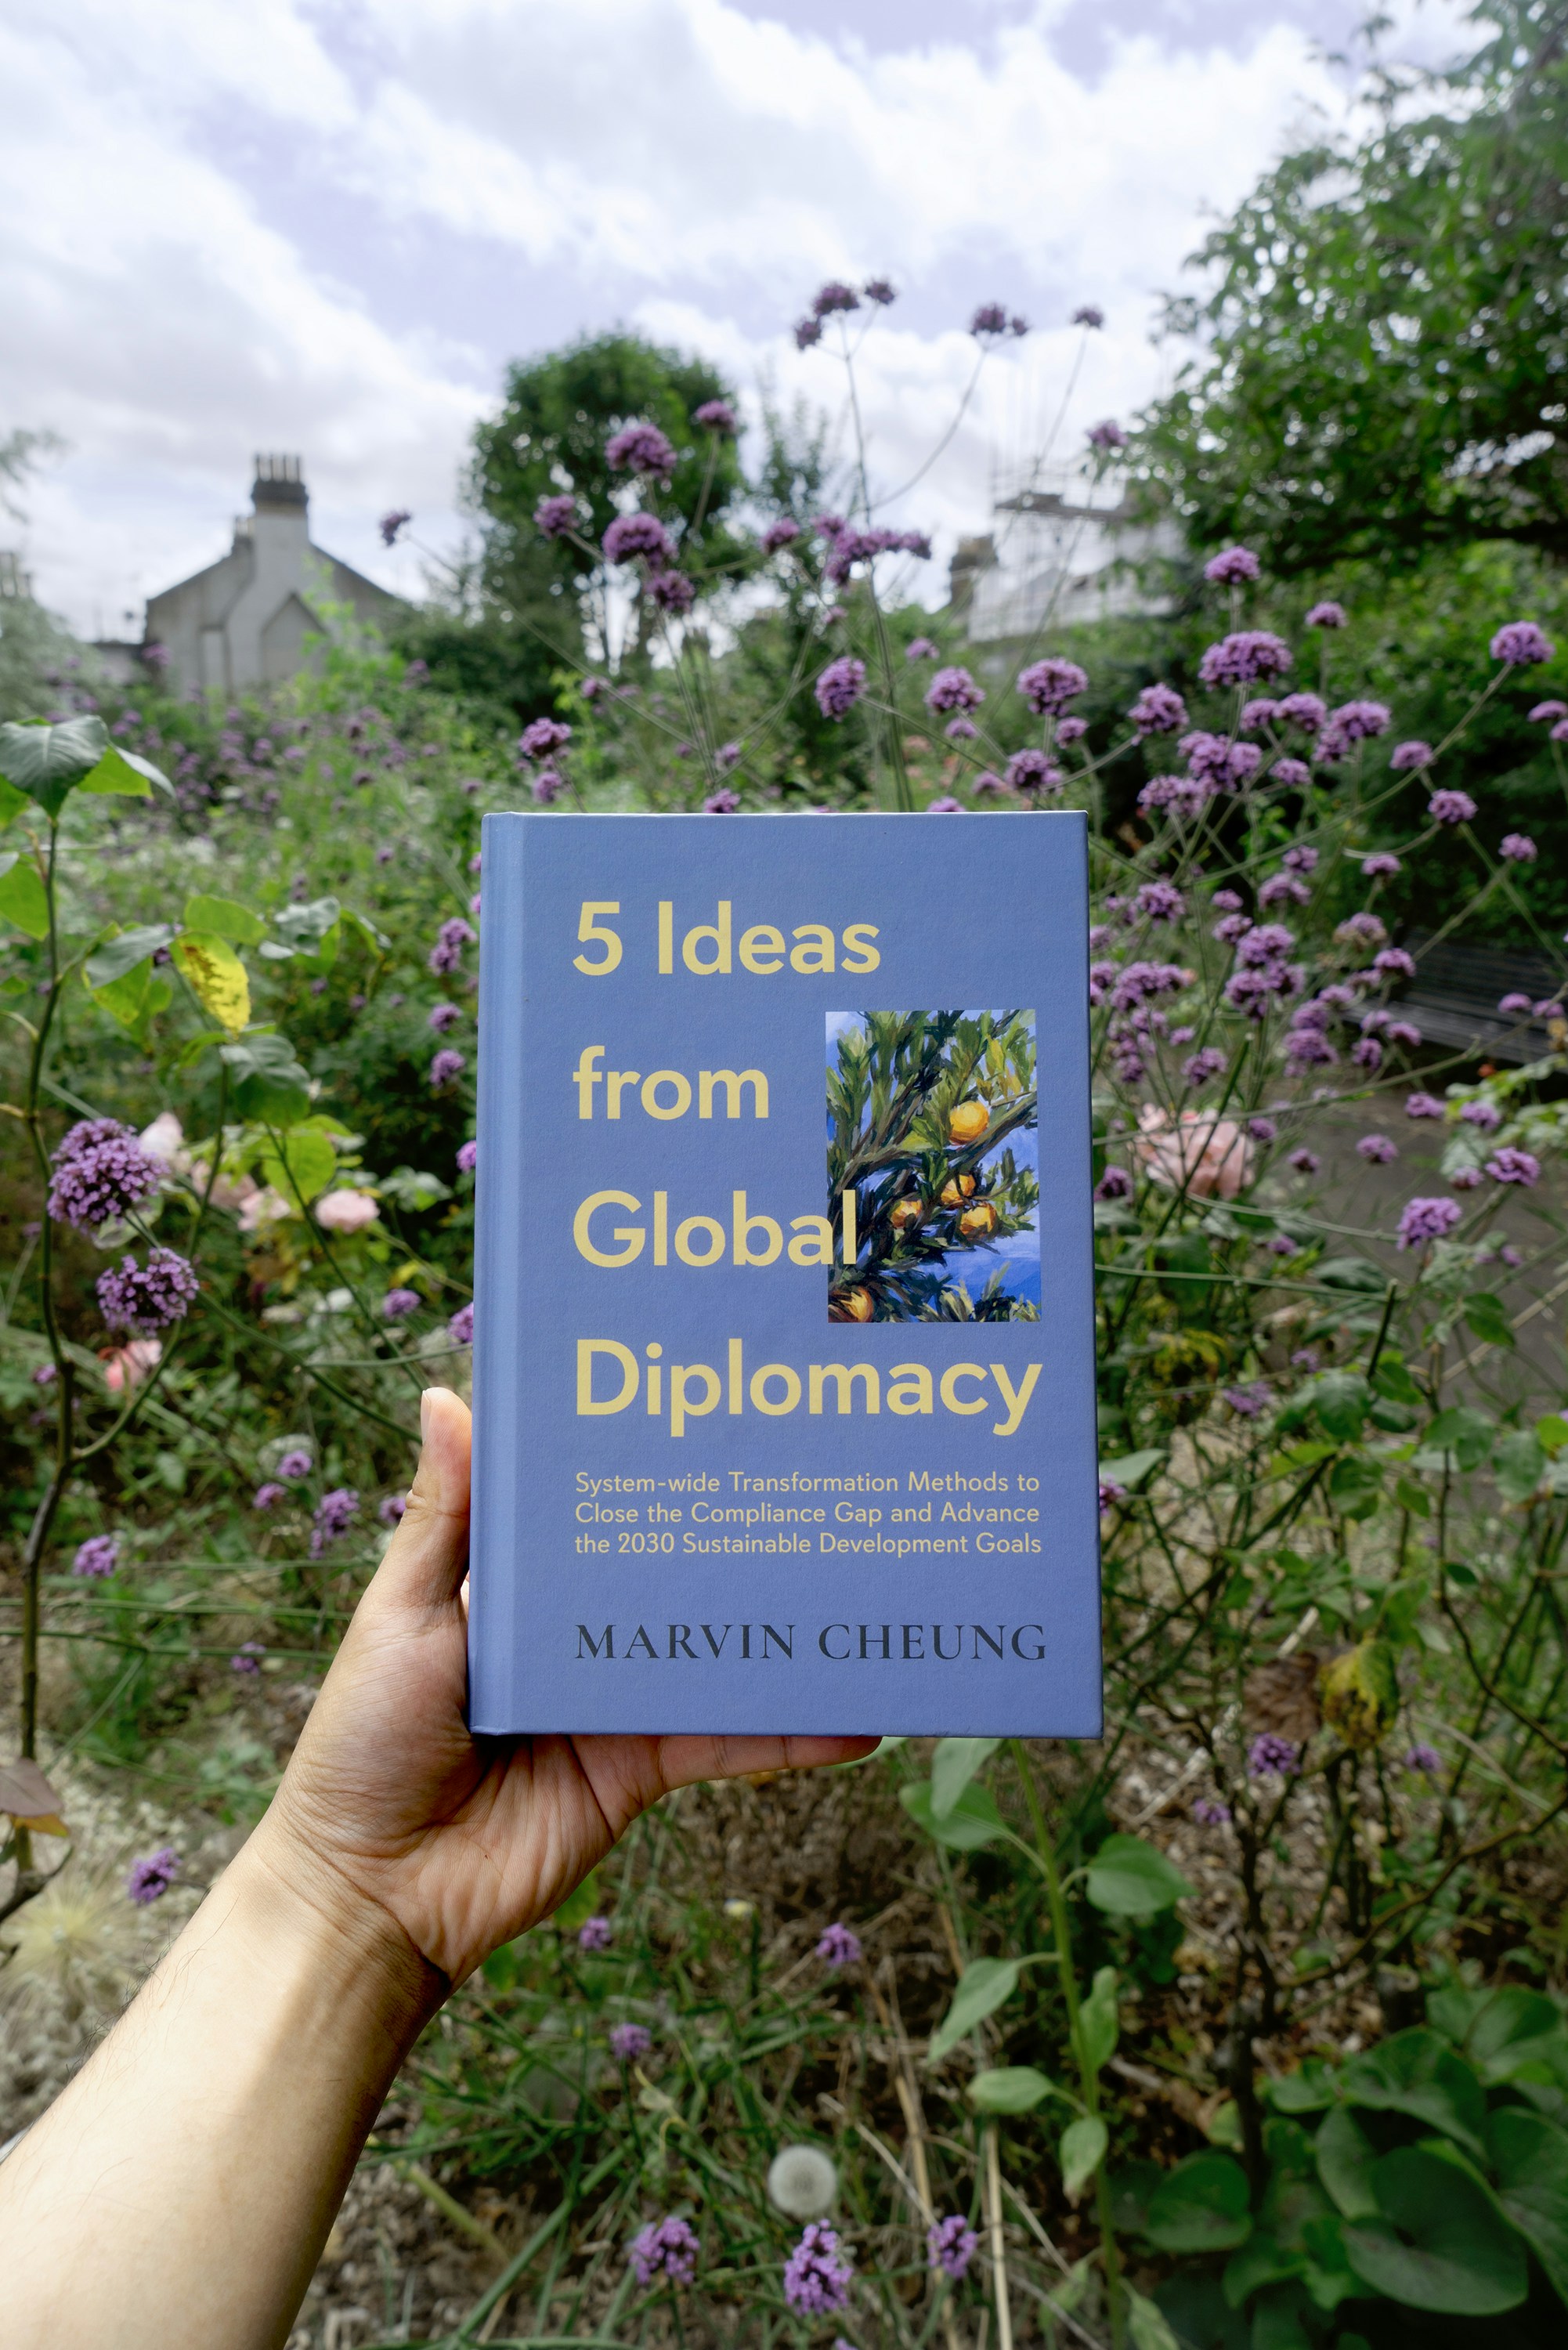 5 Ideas
from
Global
Diplomacy
System-wide Transformation Methods to
Close the Compliance Gap and Advance
the 2030 Sustainable Development Goals
MARVIN CHEUNG